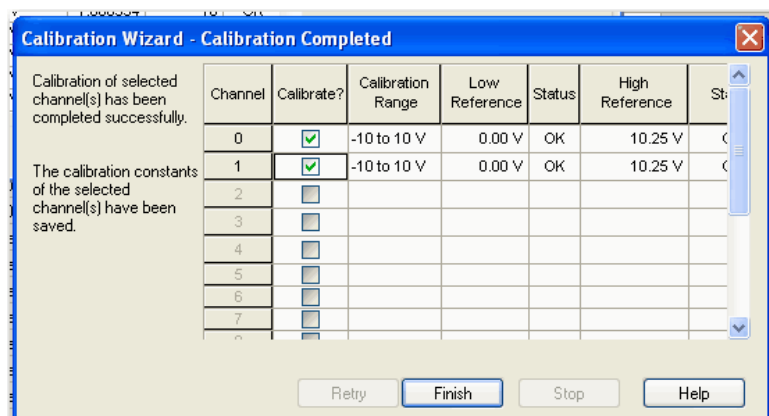 Calibration Wizard - Calibration Completed
Calibration of selected
channel(s) has been
completed successfully.
The calibration constants
of the selected
channel(s) have been
saved.
Channel Calibrate? Calibration Range Low Reference Status High Reference
0 -10 to 10 V 0.00 V OK 10.25 V
1 -10 to 10 V 0.00 V OK 10.25 V
2
3
4
5
6
7
Retry Finish Stop Help